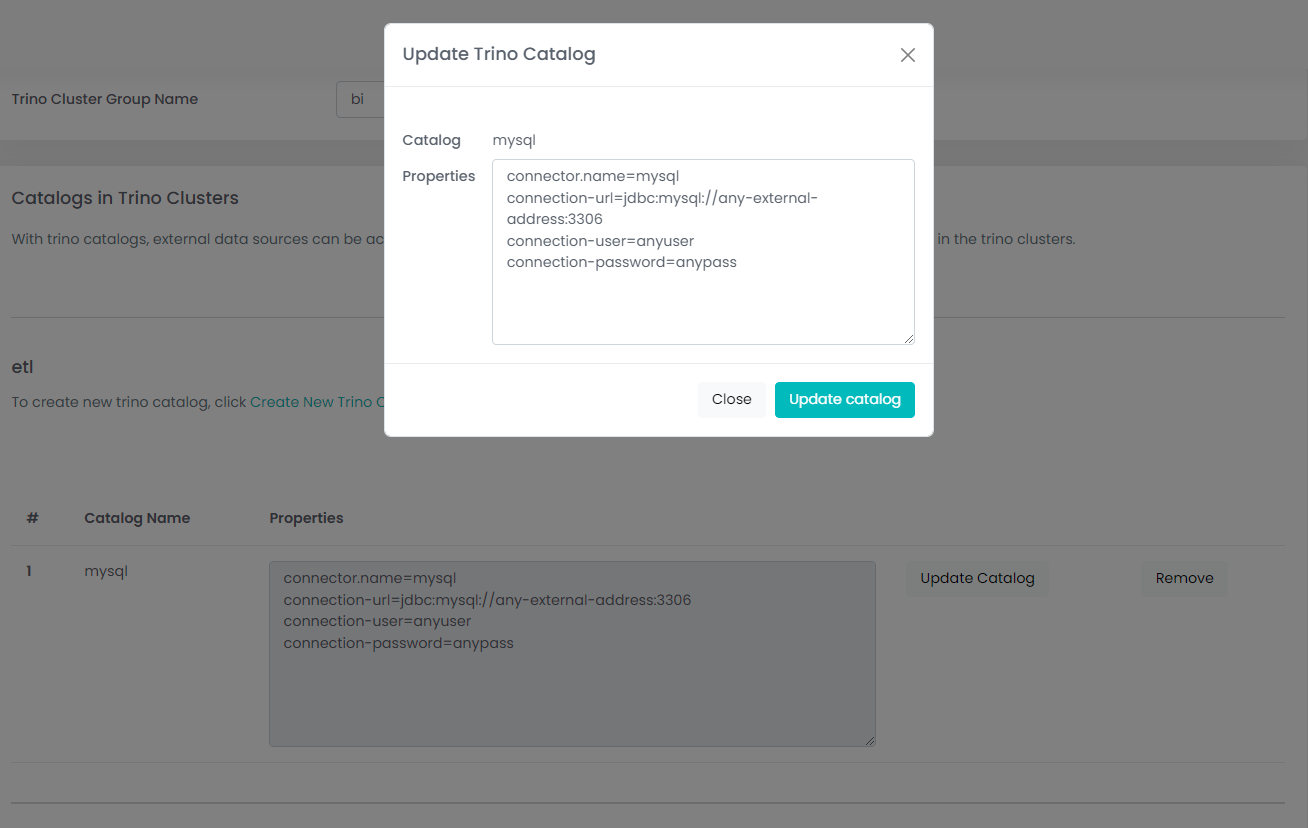 Update Trino Catalog
Trino Cluster Group Name
bi
Catalog mysql
Properties
connector.name=mysql
connection-url=jdbc:mysql://any-external-
address:3306
connection-user=anyuser
connection-password=anypass
Close
Update catalog
Catalogs in Trino Clusters
With trino catalogs, external data sources can be ac
in the trino clusters.
etl
To create new trino catalog, click Create New Trino C
# Catalog Name Properties
1 mysql
connector.name=mysql
connection-url=jdbc:mysql://any-external-address:3306
connection-user=anyuser
connection-password=anypass
Update Catalog
Remove